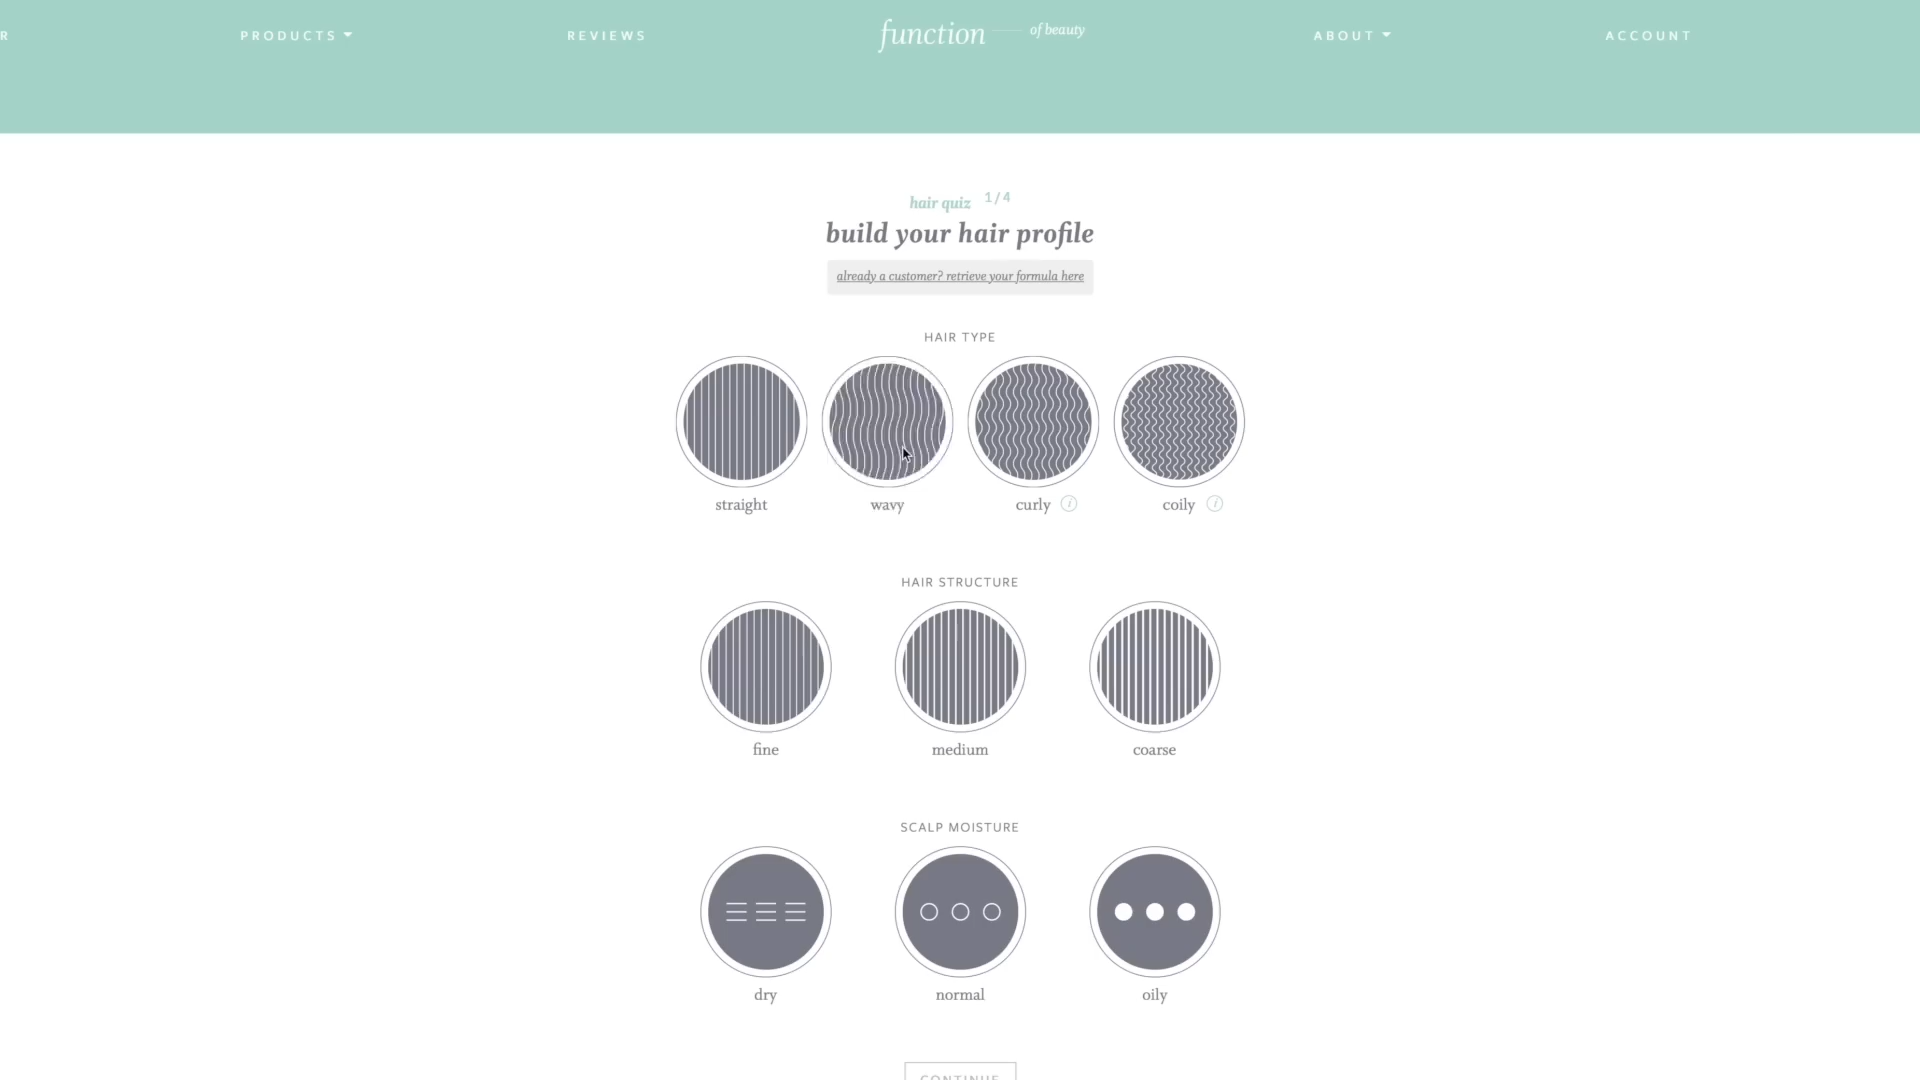 R PRODUCTS REVIEWS function of beauty ABOUT ACCOUNT
hair quiz 1/4
build your hair profile
already a customer? retrieve your formula here
HAIR TYPE
straight wavy curly i coily i
HAIR STRUCTURE
fine medium coarse
SCALP MOISTURE
dry normal oily
CONTINUE